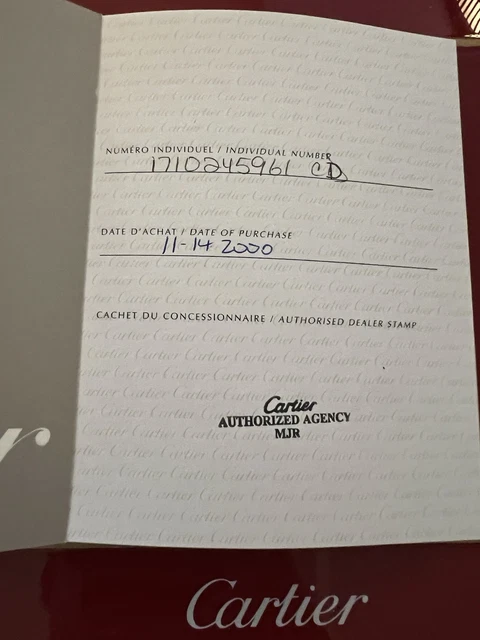 NUMÉRO INDIVIDUEL / INDIVIDUAL NUMBER
1710245961 CD
DATE D'ACHAT / DATE OF PURCHASE
11-14 2000
CACHET DU CONCESSIONNAIRE / AUTHORISED DEALER STAMP
Cartier
AUTHORIZED AGENCY
MJR
r
Cartier